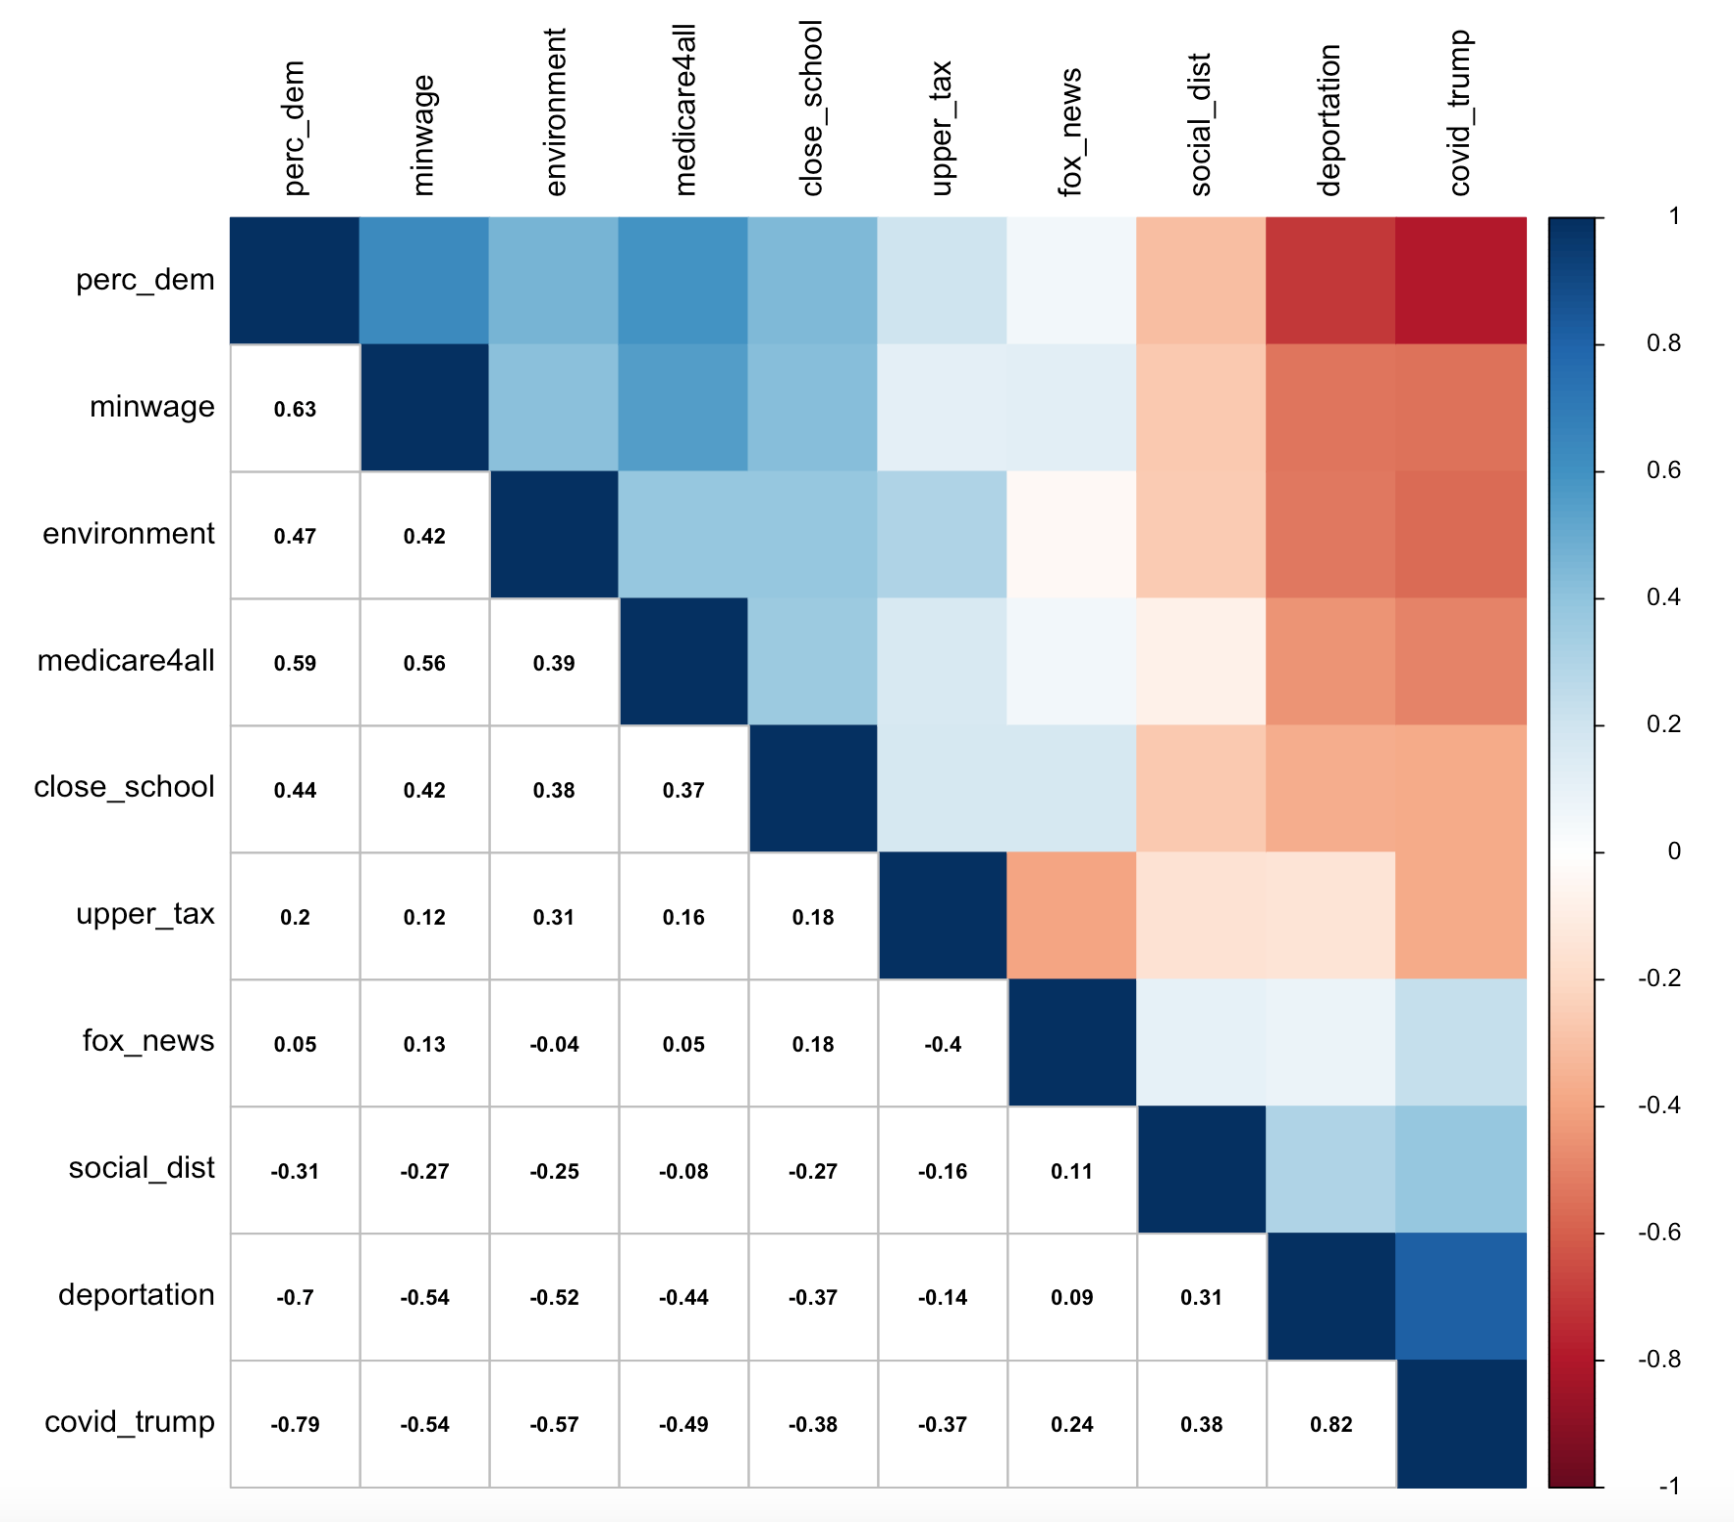 perc_dem minwage environment medicare4all close_school upper_tax fox_news social_dist deportation covid_trump
1
perc_dem
0.8
minwage 0.63
0.6
environment 0.47 0.42
0.4
medicare4all 0.59 0.56 0.39
0.2
close_school 0.44 0.42 0.38 0.37
0
upper_tax 0.2 0.12 0.31 0.16 0.18
-0.2
fox_news 0.05 0.13 -0.04 0.05 0.18 -0.4
-0.4
social_dist -0.31 -0.27 -0.25 -0.08 -0.27 -0.16 0.11
-0.6
deportation -0.7 -0.54 -0.52 -0.44 -0.37 -0.14 0.09 0.31
-0.8
covid_trump -0.79 -0.54 -0.57 -0.49 -0.38 -0.37 0.24 0.38 0.82
-1